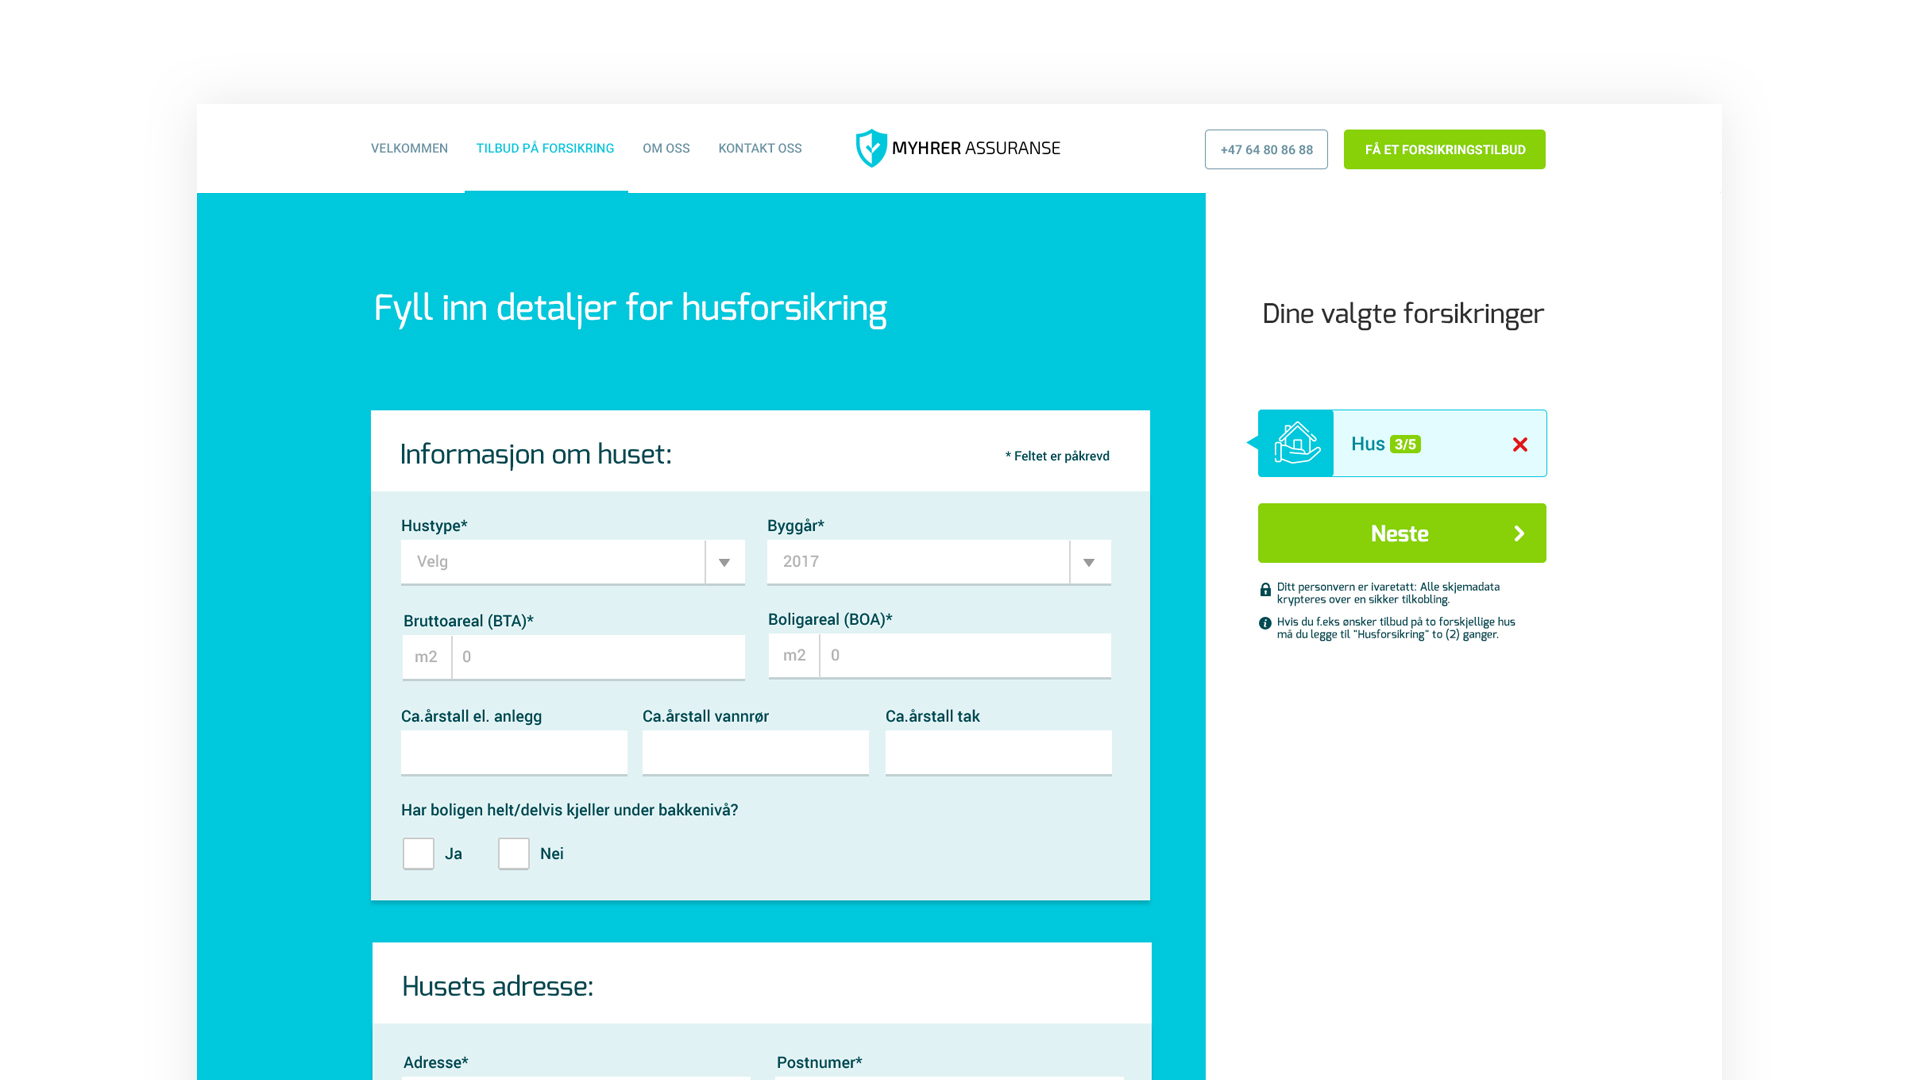 VELKOMMEN
TILBUD PÅ FORSIKRING
OM OSS
KONTAKT OSS
MYHRER ASSURANSE
+47 64 80 86 88
FÅ ET FORSIKRINGSTILBUD
Fyll inn detaljer for husforsikring
Informasjon om huset:
* Feltet er påkrevd
Hustype*
Byggår*
Velg
2017
Bruttoareal (BTA)*
Boligareal (BOA)*
m2 0
m2 0
Ca.årstall el. anlegg
Ca.årstall vannrør
Ca.årstall tak
Har boligen helt/delvis kjeller under bakkenivå?
Ja
Nei
Husets adresse:
Adresse*
Postnumer*
Dine valgte forsikringer
Hus 3/5
Neste
Ditt personvern er ivaretatt: Alle skjemadata
krypteres over en sikker tilkobling.
Hvis du f.eks ønsker tilbud på to forskjellige hus
må du legge til "Husforsikring" to (2) ganger.